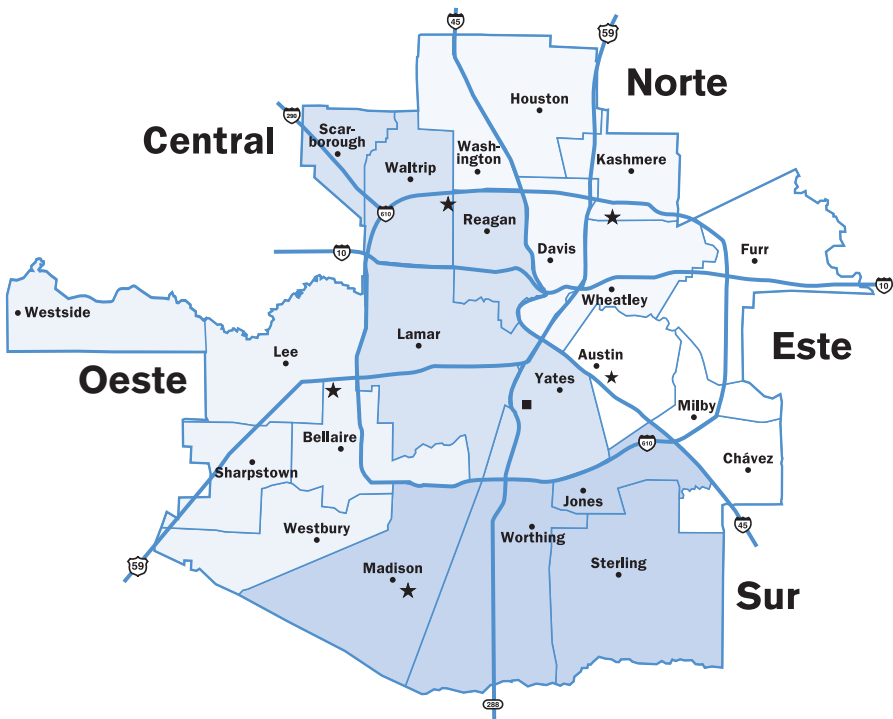 45
59
Norte
Houston
290
Central
Scar-
borough
Wash-
ington
Waltrip
Kashmere
610
Reagan
10
Davis
Furr
10
Wheatley
Westside
Lamar
Este
Lee
Austin
Oeste
Yates
Milby
Bellaire
610
Chávez
Sharpstown
Jones
45
Westbury
Worthing
59
Madison
Sterling
Sur
288